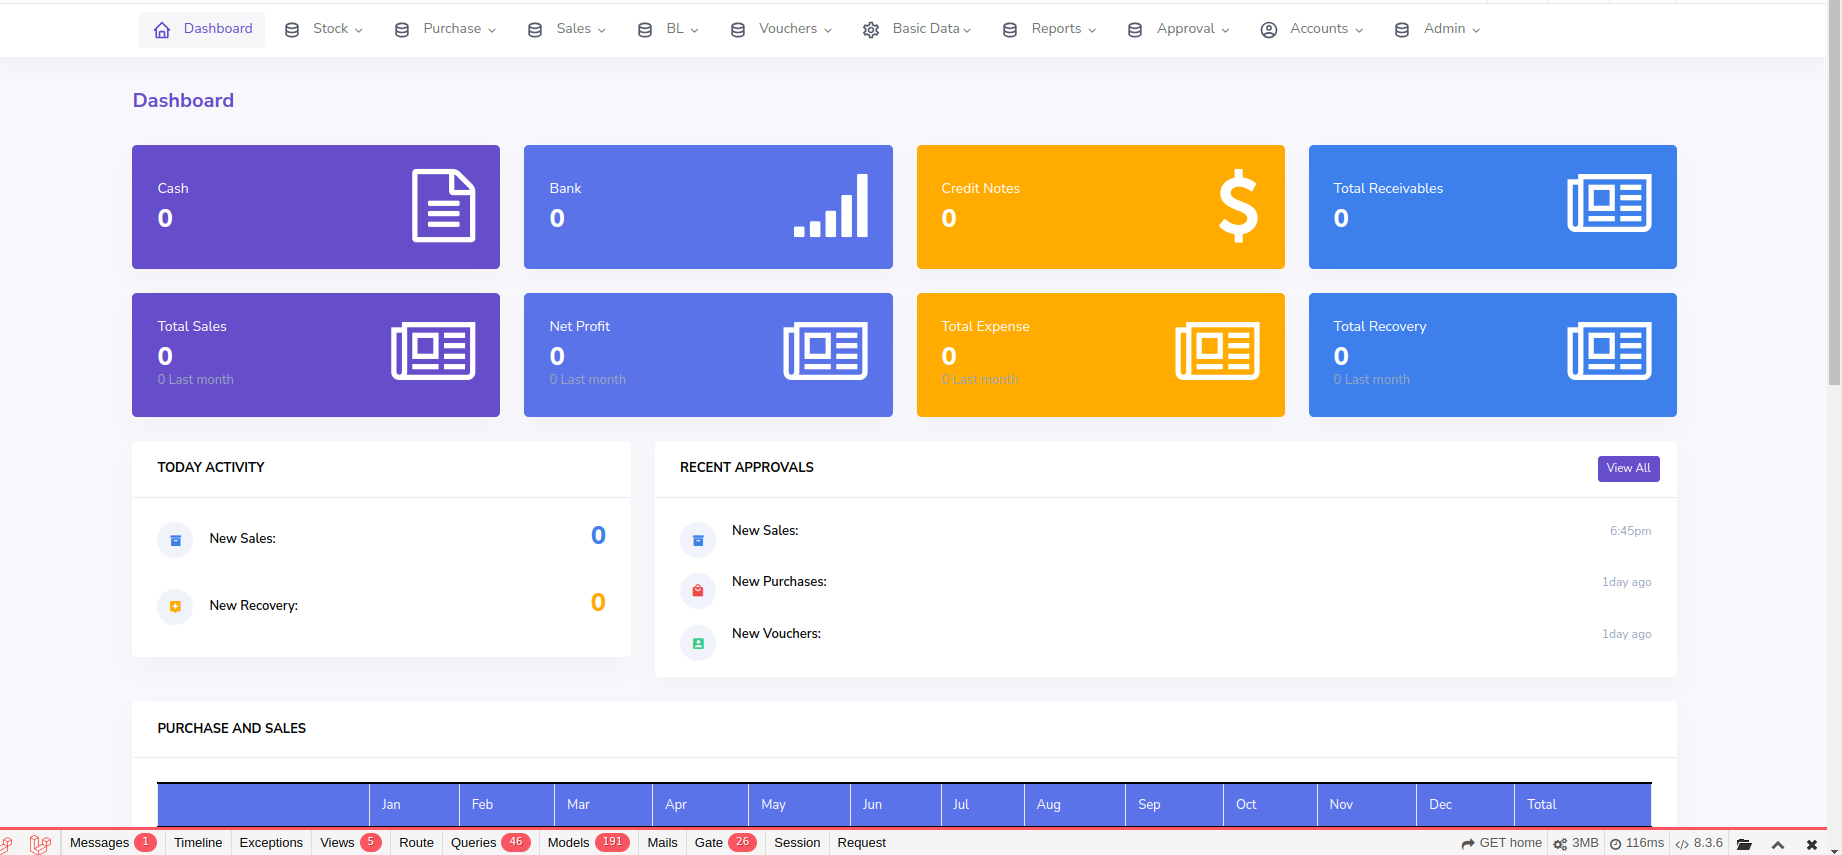 Dashboard Stock Purchase Sales BL Vouchers Basic Data Reports Approval Accounts Admin
Dashboard
Cash
0
Bank
0
Credit Notes
0
Total Receivables
0
Total Sales
0
0 Last month
Net Profit
0
0 Last month
Total Expense
0
0 Last month
Total Recovery
0
0 Last month
TODAY ACTIVITY
New Sales: 0
New Recovery: 0
RECENT APPROVALS View All
New Sales: 6:45pm
New Purchases: 1day ago
New Vouchers: 1day ago
PURCHASE AND SALES
Jan Feb Mar Apr May Jun Jul Aug Sep Oct Nov Dec Total
Messages 1 Timeline Exceptions Views 5 Route Queries 46 Models 191 Mails Gate 26 Session Request GET home 3MB 116ms 8.3.6